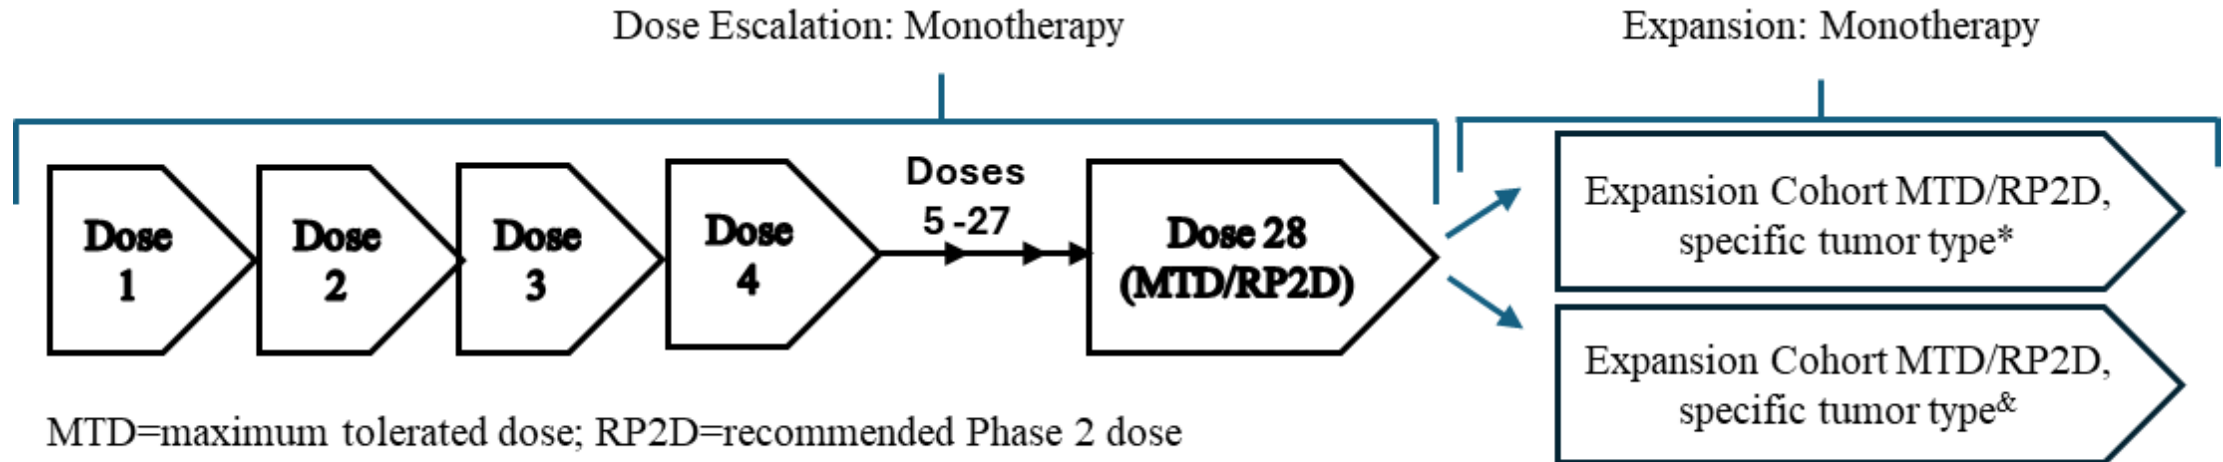 Dose Escalation: Monotherapy
Expansion: Monotherapy
Dose
1
Dose
2
Dose
3
Dose
4
Doses
5 -27
Dose 28
(MTD/RP2D)
Expansion Cohort MTD/RP2D,
specific tumor type*
Expansion Cohort MTD/RP2D,
specific tumor type&
MTD=maximum tolerated dose; RP2D=recommended Phase 2 dose